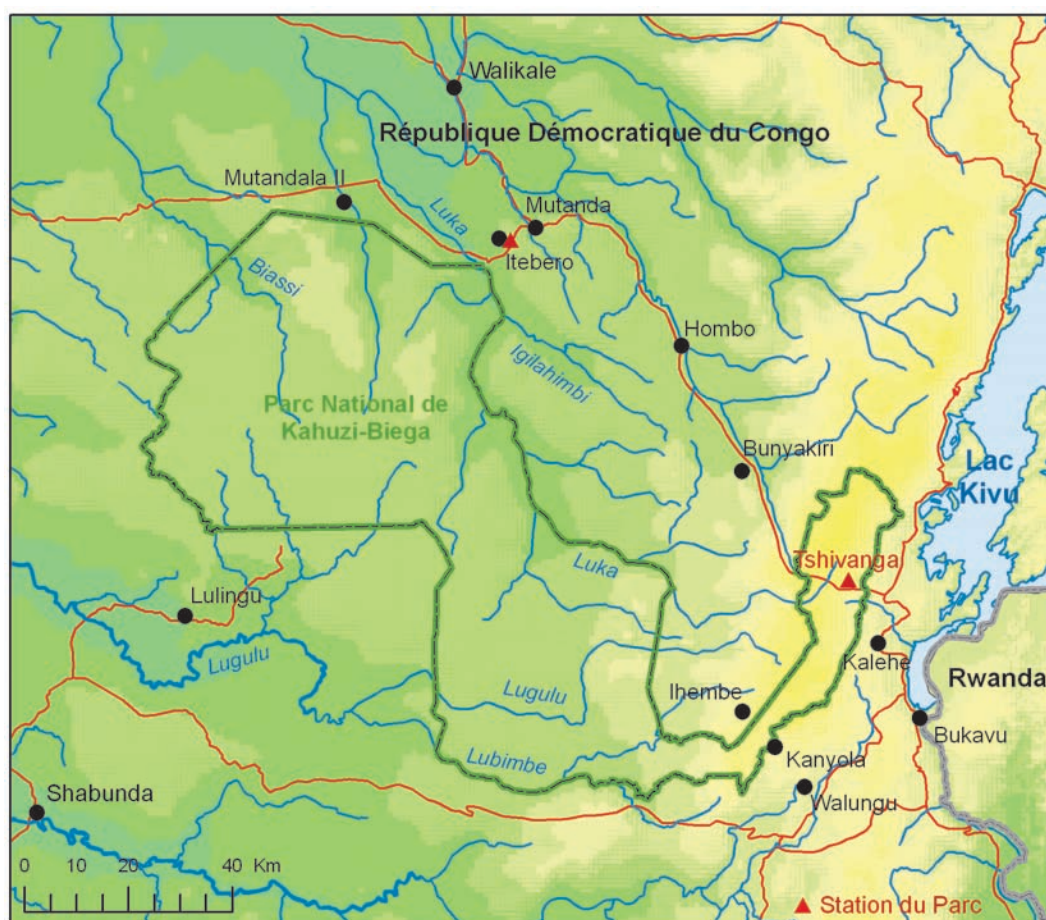 Walikale
République Démocratique du Congo
Mutandala II
Luka
Mutanda
Itebero
Biassi
Hombo
Igilahimbi
Parc National de
Kahuzi-Biega
Bunyakiri
Lac
Kivu
Tshivanga
Luka
Lulingu
Kalehe
Lugulu
Rwanda
Lugulu
Ihembe
Bukavu
Lubimbe
Kanyola
Walungu
Shabunda
0 20 40 Km
Station du Parc